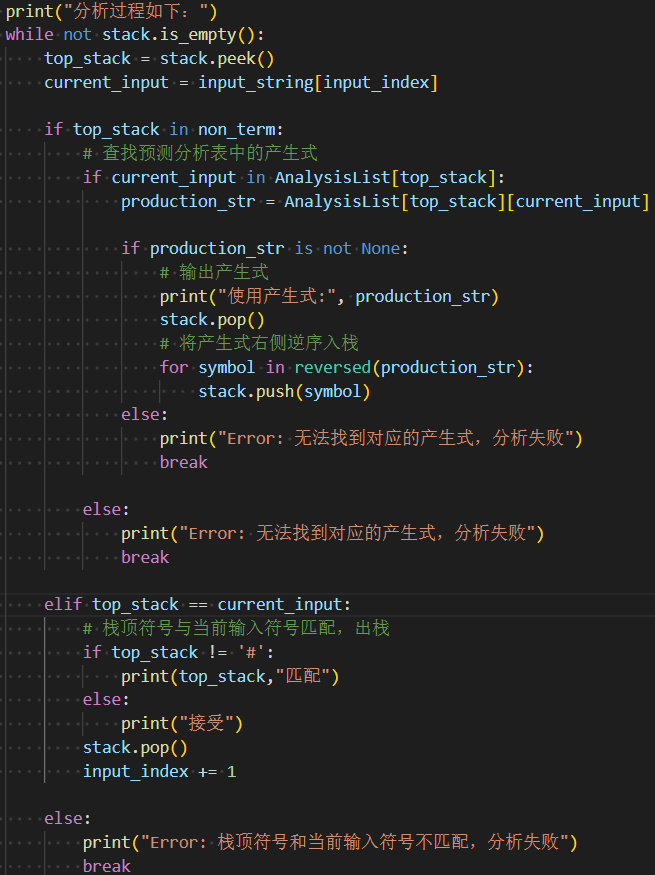 print("分析过程如下：")
while not stack.is_empty():
    top_stack = stack.peek()
    current_input = input_string[input_index]
    if top_stack in non_term:
        # 查找预测分析表中的产生式
        if current_input in AnalysisList[top_stack]:
            production_str = AnalysisList[top_stack][current_input]
            if production_str is not None:
                # 输出产生式
                print("使用产生式:", production_str)
                stack.pop()
                # 将产生式右侧逆序入栈
                for symbol in reversed(production_str):
                    stack.push(symbol)
            else:
                print("Error: 无法找到对应的产生式，分析失败")
                break
        else:
            print("Error: 无法找到对应的产生式，分析失败")
            break
    elif top_stack == current_input:
        # 栈顶符号与当前输入符号匹配，出栈
        if top_stack != '#':
            print(top_stack,"匹配")
        else:
            print("接受")
        stack.pop()
        input_index += 1
    else:
        print("Error: 栈顶符号和当前输入符号不匹配，分析失败")
        break